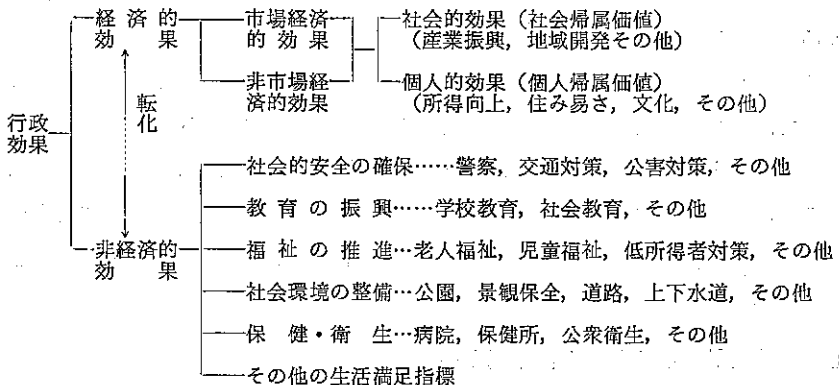 経済的効果
市場経済的効果
社会的効果（社会帰属価値）
（産業振興，地域開発その他）
非市場経済的効果
個人的効果（個人帰属価値）
（所得向上，住み易さ，文化，その他）
転化
行政効果
社会的安全の確保……警察，交通対策，公害対策，その他
教育の振興……学校教育，社会教育，その他
非経済的効果
福祉の推進…老人福祉，児童福祉，低所得者対策，その他
社会環境の整備…公園，景観保全，道路，上下水道，その他
保健・衛生…病院，保健所，公衆衛生，その他
その他の生活満足指標